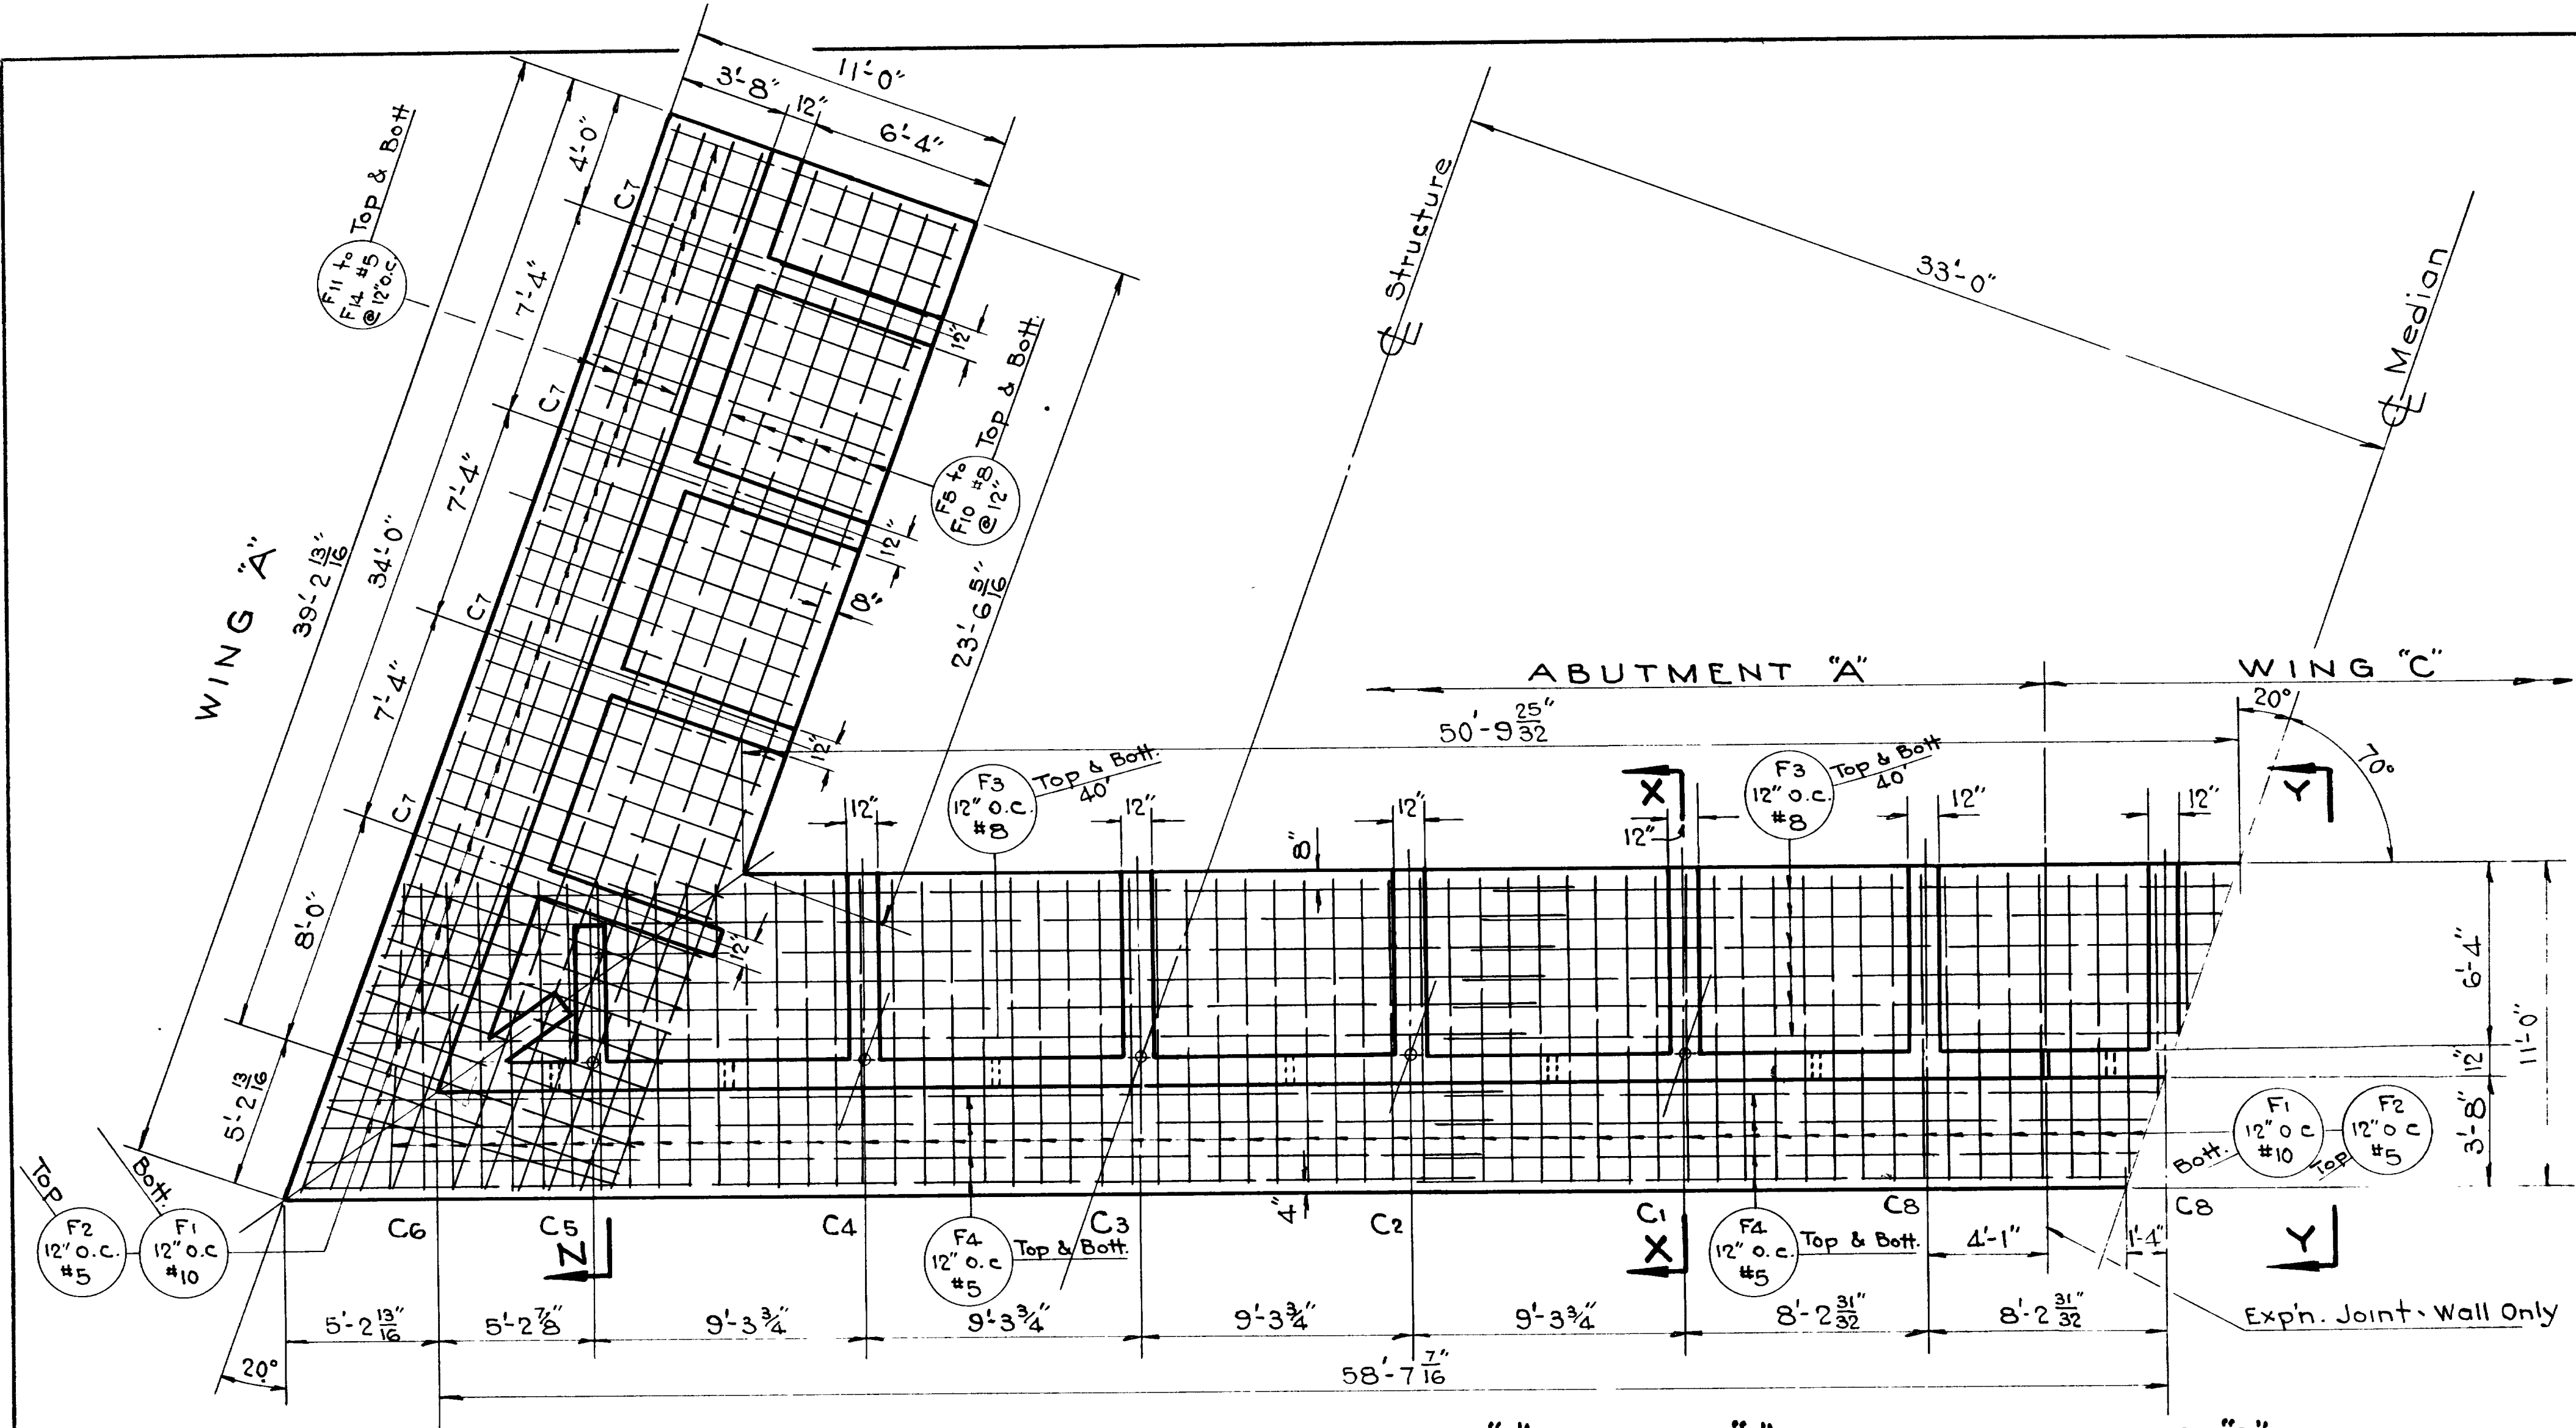 11'-0"
3'-8"
12"
6'-4"
4'-0"
C7
F11 to
F14 #5
@ 12" o.c.
Top & Bott
7'-4"
12"
℄ Structure
33'-0"
℄ Median
C7
F5 to
F10 #8
@ 12"
Top & Bott.
7'-4"
12"
8"
WING "A"
39'-2 13/16"
34'-0"
C7
23'-6 5/16"
7'-4"
12"
ABUTMENT "A"
WING "C"
20°
70°
50'-9 25/32"
C7
F3
12" o.c.
#8
Top & Bott.
40'
X
F3
12" o.c.
#8
Top & Bott
40'
Y
12"
12"
12"
12"
12"
12"
8"
8'-0"
12"
6'-4"
11'-0"
12"
3'-8"
5'-2 13/16"
Top
F2
12" o.c.
#5
Bott.
F1
12" o.c
#10
Bott.
F1
12" o c
#10
Top
F2
12" o c
#5
4"
C6
C5
C4
C3
C2
C1
C8
C8
Z
F4
12" o.c
#5
Top & Bott.
X
F4
12" o.c.
#5
Top & Bott.
4'-1"
1'-4"
Y
5'-2 13/16"
5'-2 7/8"
9'-3 3/4"
9'-3 3/4"
9'-3 3/4"
9'-3 3/4"
8'-2 31/32"
8'-2 31/32"
Exp'n. Joint - Wall Only
20°
58'-7 7/16"